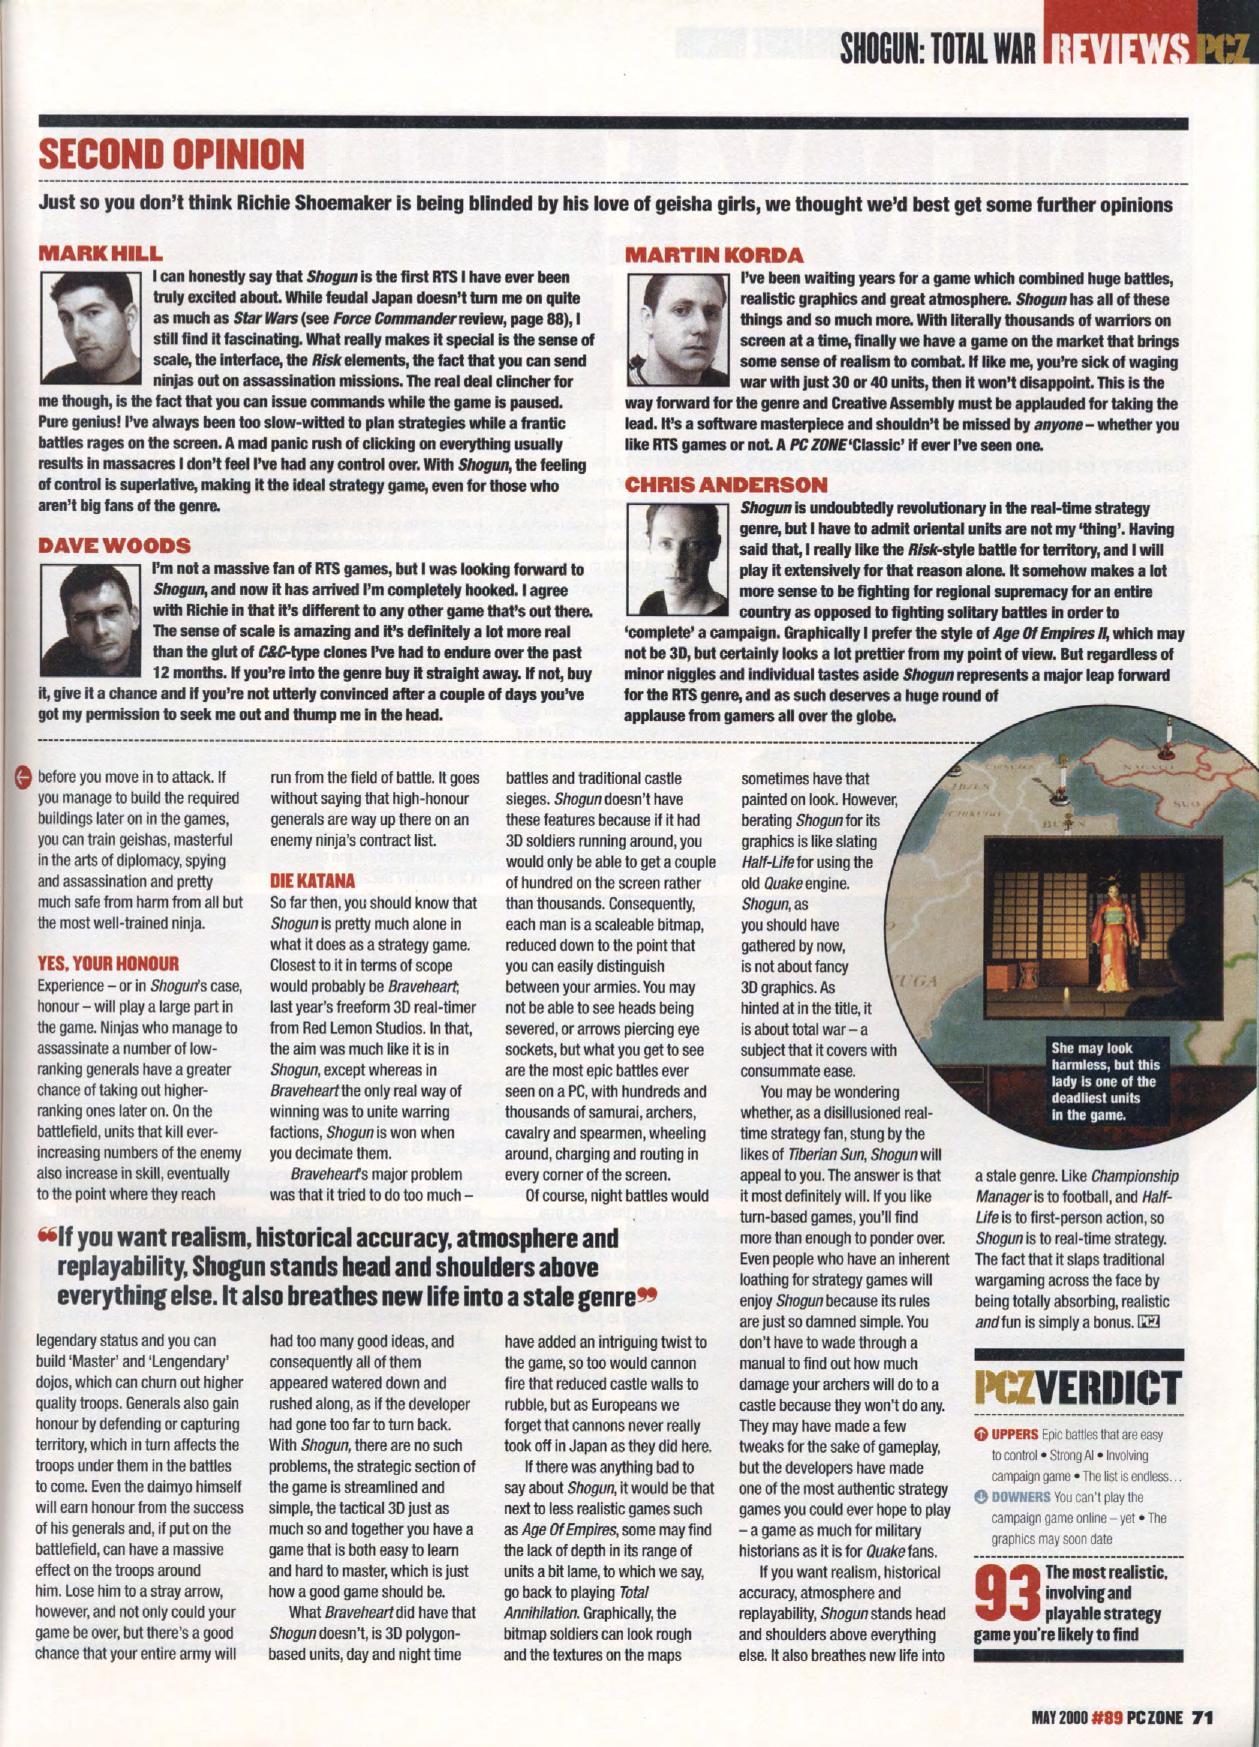 SHOGUN: TOTAL WAR REVIEWS PCZ
SECOND OPINION
Just so you don't think Richie Shoemaker is being blinded by his love of geisha girls, we thought we'd best get some further opinions
MARK HILL
I can honestly say that Shogun is the first RTS I have ever been
truly excited about. While feudal Japan doesn't turn me on quite
as much as Star Wars (see Force Commander review, page 88), I
still find it fascinating. What really makes it special is the sense of
scale, the interface, the Risk elements, the fact that you can send
ninjas out on assassination missions. The real deal clincher for
me though, is the fact that you can issue commands while the game is paused.
Pure genius! I've always been too slow-witted to plan strategies while a frantic
battles rages on the screen. A mad panic rush of clicking on everything usually
results in massacres I don't feel I've had any control over. With Shogun, the feeling
of control is superlative, making it the ideal strategy game, even for those who
aren't big fans of the genre.
DAVE WOODS
I'm not a massive fan of RTS games, but I was looking forward to
Shogun, and now it has arrived I'm completely hooked. I agree
with Richie in that it's different to any other game that's out there.
The sense of scale is amazing and it's definitely a lot more real
than the glut of C&C-type clones I've had to endure over the past
12 months. If you're into the genre buy it straight away. If not, buy
it, give it a chance and if you're not utterly convinced after a couple of days you've
got my permission to seek me out and thump me in the head.
MARTIN KORDA
I've been waiting years for a game which combined huge battles,
realistic graphics and great atmosphere. Shogun has all of these
things and so much more. With literally thousands of warriors on
screen at a time, finally we have a game on the market that brings
some sense of realism to combat. If like me, you're sick of waging
war with just 30 or 40 units, then it won't disappoint. This is the
way forward for the genre and Creative Assembly must be applauded for taking the
lead. It's a software masterpiece and shouldn't be missed by anyone – whether you
like RTS games or not. A PC ZONE 'Classic' if ever I've seen one.
CHRIS ANDERSON
Shogun is undoubtedly revolutionary in the real-time strategy
genre, but I have to admit oriental units are not my 'thing'. Having
said that, I really like the Risk-style battle for territory, and I will
play it extensively for that reason alone. It somehow makes a lot
more sense to be fighting for regional supremacy for an entire
country as opposed to fighting solitary battles in order to
'complete' a campaign. Graphically I prefer the style of Age Of Empires II, which may
not be 3D, but certainly looks a lot prettier from my point of view. But regardless of
minor niggles and individual tastes aside Shogun represents a major leap forward
for the RTS genre, and as such deserves a huge round of
applause from gamers all over the globe.
before you move in to attack. If
you manage to build the required
buildings later on in the games,
you can train geishas, masterful
in the arts of diplomacy, spying
and assassination and pretty
much safe from harm from all but
the most well-trained ninja.
YES, YOUR HONOUR
Experience – or in Shogun's case,
honour – will play a large part in
the game. Ninjas who manage to
assassinate a number of low-
ranking generals have a greater
chance of taking out higher-
ranking ones later on. On the
battlefield, units that kill ever-
increasing numbers of the enemy
also increase in skill, eventually
to the point where they reach
legendary status and you can
build 'Master' and 'Lengendary'
dojos, which can churn out higher
quality troops. Generals also gain
honour by defending or capturing
territory, which in turn affects the
troops under them in the battles
to come. Even the daimyo himself
will earn honour from the success
of his generals and, if put on the
battlefield, can have a massive
effect on the troops around
him. Lose him to a stray arrow,
however, and not only could your
game be over, but there's a good
chance that your entire army will
run from the field of battle. It goes
without saying that high-honour
generals are way up there on an
enemy ninja's contract list.
DIE KATANA
So far then, you should know that
Shogun is pretty much alone in
what it does as a strategy game.
Closest to it in terms of scope
would probably be Braveheart,
last year's freeform 3D real-timer
from Red Lemon Studios. In that,
the aim was much like it is in
Shogun, except whereas in
Braveheart the only real way of
winning was to unite warring
factions, Shogun is won when
you decimate them.
Braveheart's major problem
was that it tried to do too much –
had too many good ideas, and
consequently all of them
appeared watered down and
rushed along, as if the developer
had gone too far to turn back.
With Shogun, there are no such
problems, the strategic section of
the game is streamlined and
simple, the tactical 3D just as
much so and together you have a
game that is both easy to learn
and hard to master, which is just
how a good game should be.
What Braveheart did have that
Shogun doesn't, is 3D polygon-
based units, day and night time
battles and traditional castle
sieges. Shogun doesn't have
these features because if it had
3D soldiers running around, you
would only be able to get a couple
of hundred on the screen rather
than thousands. Consequently,
each man is a scaleable bitmap,
reduced down to the point that
you can easily distinguish
between your armies. You may
not be able to see heads being
severed, or arrows piercing eye
sockets, but what you get to see
are the most epic battles ever
seen on a PC, with hundreds and
thousands of samurai, archers,
cavalry and spearmen, wheeling
around, charging and routing in
every corner of the screen.
Of course, night battles would
have added an intriguing twist to
the game, so too would cannon
fire that reduced castle walls to
rubble, but as Europeans we
forget that cannons never really
took off in Japan as they did here.
If there was anything bad to
say about Shogun, it would be that
next to less realistic games such
as Age Of Empires, some may find
the lack of depth in its range of
units a bit lame, to which we say,
go back to playing Total
Annihilation. Graphically, the
bitmap soldiers can look rough
and the textures on the maps
“If you want realism, historical accuracy, atmosphere and
replayability, Shogun stands head and shoulders above
everything else. It also breathes new life into a stale genre”
sometimes have that
painted on look. However,
berating Shogun for its
graphics is like slating
Half-Life for using the
old Quake engine.
Shogun, as
you should have
gathered by now,
is not about fancy
3D graphics. As
hinted at in the title, it
is about total war – a
subject that it covers with
consummate ease.
You may be wondering
whether, as a disillusioned real-
time strategy fan, stung by the
likes of Tiberian Sun, Shogun will
appeal to you. The answer is that
it most definitely will. If you like
turn-based games, you'll find
more than enough to ponder over.
Even people who have an inherent
loathing for strategy games will
enjoy Shogun because its rules
are just so damned simple. You
don't have to wade through a
manual to find out how much
damage your archers will do to a
castle because they won't do any.
They may have made a few
tweaks for the sake of gameplay,
but the developers have made
one of the most authentic strategy
games you could ever hope to play
– a game as much for military
historians as it is for Quake fans.
If you want realism, historical
accuracy, atmosphere and
replayability, Shogun stands head
and shoulders above everything
else. It also breathes new life into
NAGATO
SUO
BUZEN
She may look
harmless, but this
lady is one of the
deadliest units
in the game.
a stale genre. Like Championship
Manager is to football, and Half-
Life is to first-person action, so
Shogun is to real-time strategy.
The fact that it slaps traditional
wargaming across the face by
being totally absorbing, realistic
and fun is simply a bonus. PCZ
PCZVERDICT
UPPERS Epic battles that are easy
to control • Strong AI • Involving
campaign game • The list is endless...
DOWNERS You can't play the
campaign game online – yet • The
graphics may soon date
93 The most realistic,
involving and
playable strategy
game you're likely to find
MAY 2000 #89 PC ZONE 71